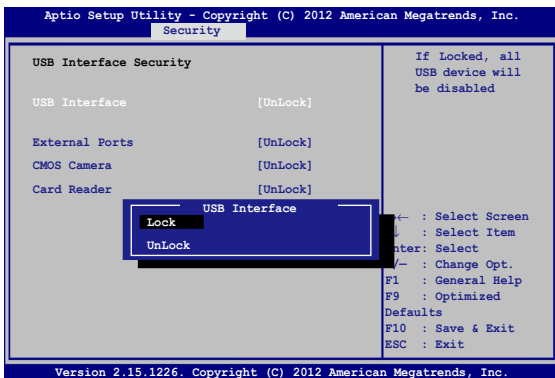 Aptio Setup Utility - Copyright (C) 2012 American Megatrends, Inc.
Security
USB Interface Security
USB Interface [UnLock]
External Ports [UnLock]
CMOS Camera [UnLock]
Card Reader [UnLock]
USB Interface
Lock
UnLock
If Locked, all
USB device will
be disabled
← : Select Screen
↓ : Select Item
nter: Select
/— : Change Opt.
F1 : General Help
F9 : Optimized
Defaults
F10 : Save & Exit
ESC : Exit
Version 2.15.1226. Copyright (C) 2012 American Megatrends, Inc.